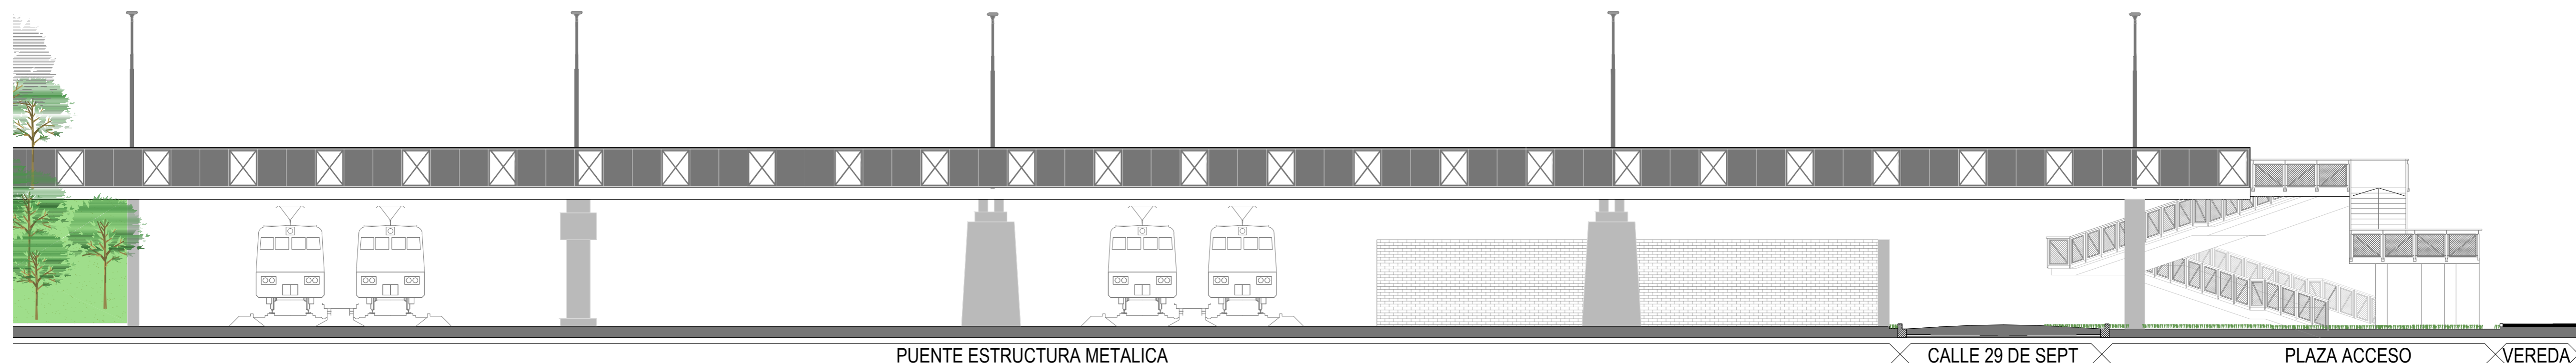 PUENTE ESTRUCTURA METALICA
CALLE 29 DE SEPT
PLAZA ACCESO
VEREDA